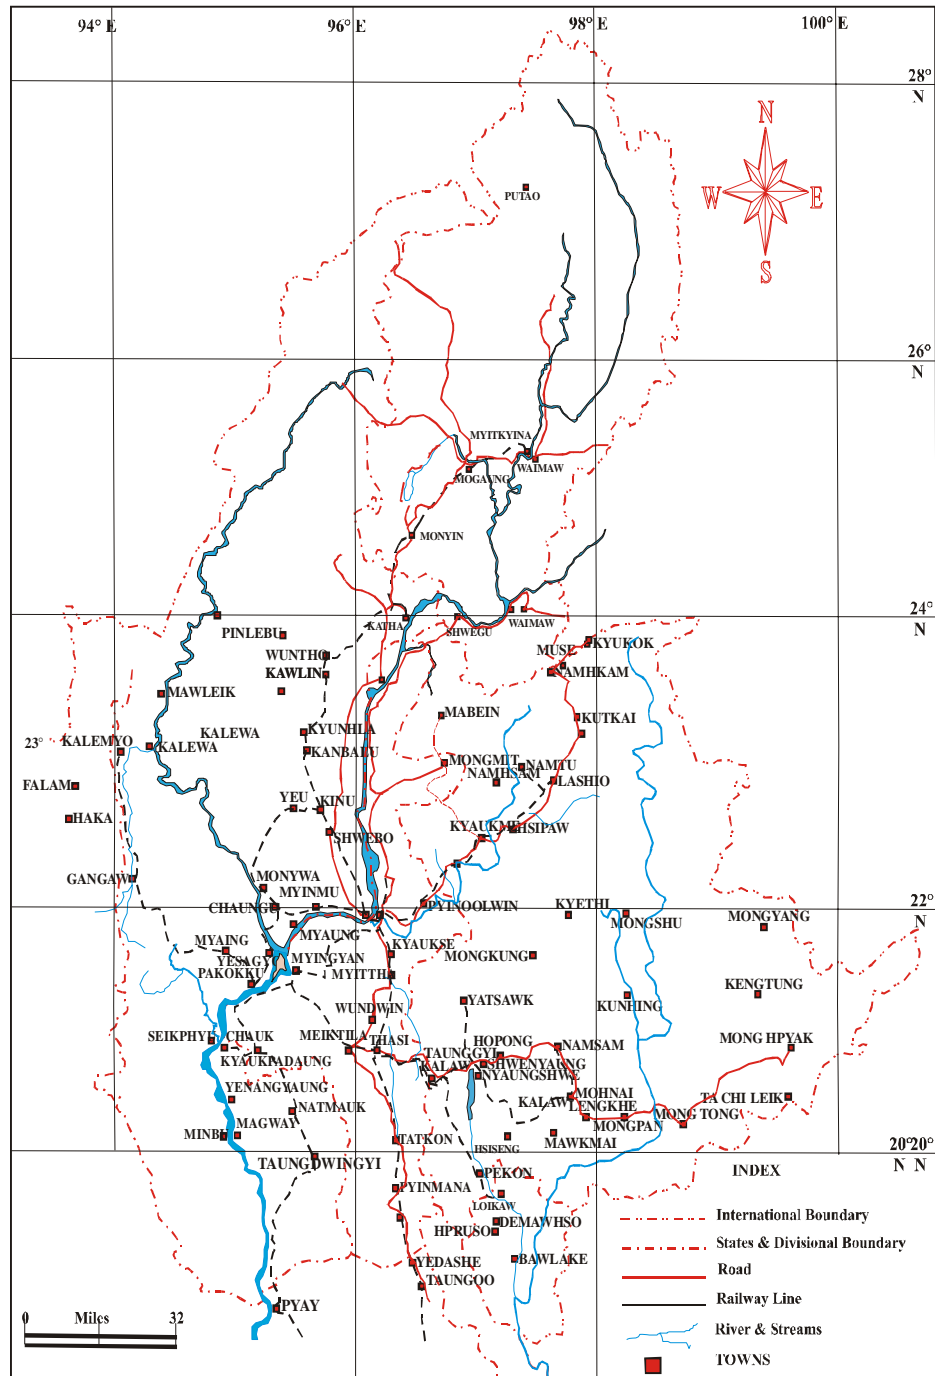 94° E
96° E
98° E
100° E
28°
N
N
W
E
S
PUTAO
26°
N
MYITKYINA
WAIMAW
MOGAUNG
MONYIN
24°
N
KATHA
SHWEGU
WAIMAW
PINLEBU
WUNTHO
KAWLIN
MUSE
KYUKOK
NAMHKAM
MAWLEIK
MABEIN
KUTKAI
23°
KALEMYO
KALEWA
KALEWA
KYUNHLA
KANBALU
MONGMIT
NAMTU
NAMHSAM
LASHIO
FALAM
YEU
KINU
HAKA
SHWEBO
KYAUKME
HSIPAW
GANGAW
MONYWA
MYINMU
CHAUNGU
PYINOOLWIN
KYETHI
22°
N
MONGSHU
MONGYANG
MYAUNG
MYAING
YESAGY
KYAUKSE
MONGKUNG
MYINGYAN
MYITTHA
PAKOKKU
KENGTUNG
YATSAWK
KUNHING
WUNDWIN
SEIKPHYU
CHAUK
MEIKTILA
THASI
HOPONG
NAMSAM
MONG HPYAK
KYAUKPADAUNG
TAUNGGYI
KALAW
SHWENYAUNG
NYAUNGSHWE
YENANGYAUNG
KALAW
MOHNAI
LENGKHE
TA CHI LEIK
NATMAUK
MONG TONG
MAGWAY
MONGPAN
MINBU
TATKON
HSISENG
MAWKMAI
TAUNGDWINGYI
20°20°
N N
PEKON
INDEX
PYINMANA
LOIKAW
DEMAWHSO
HPRUSO
International Boundary
States & Divisional Boundary
YEDASHE
BAWLAKE
Road
TAUNGOO
Railway Line
PYAY
0 Miles 32
River & Streams
TOWNS